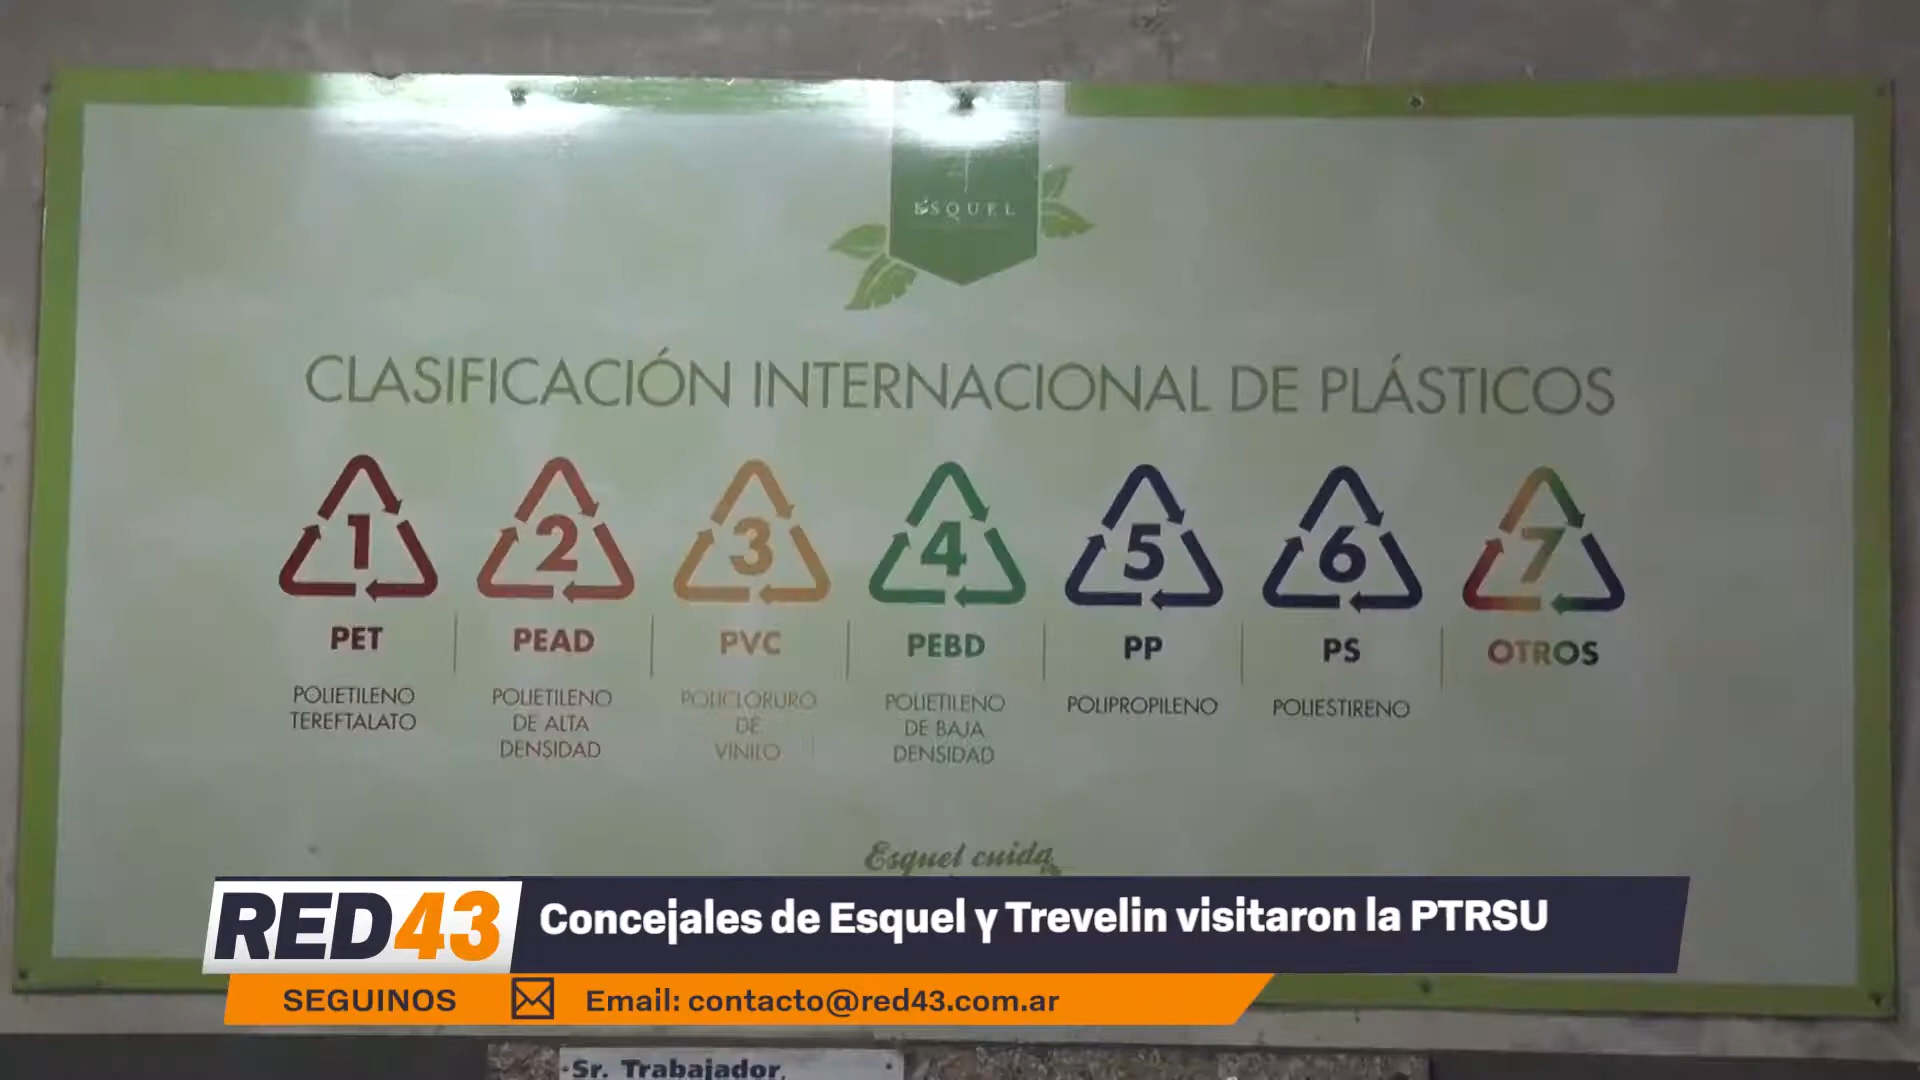 ESQUEL
CLASIFICACIÓN INTERNACIONAL DE PLÁSTICOS
1 2 3 4 5 6 7
PET PEAD PVC PEBD PP PS OTROS
POLIETILENO TEREFTALATO
POLIETILENO DE ALTA DENSIDAD
POLICLORURO DE VINILO
POLIETILENO DE BAJA DENSIDAD
POLIPROPILENO
POLIESTIRENO
Esquel cuida
RED43 Concejales de Esquel y Trevelin visitaron la PTRSU
SEGUINOS Email: contacto@red43.com.ar
Sr. Trabajador,